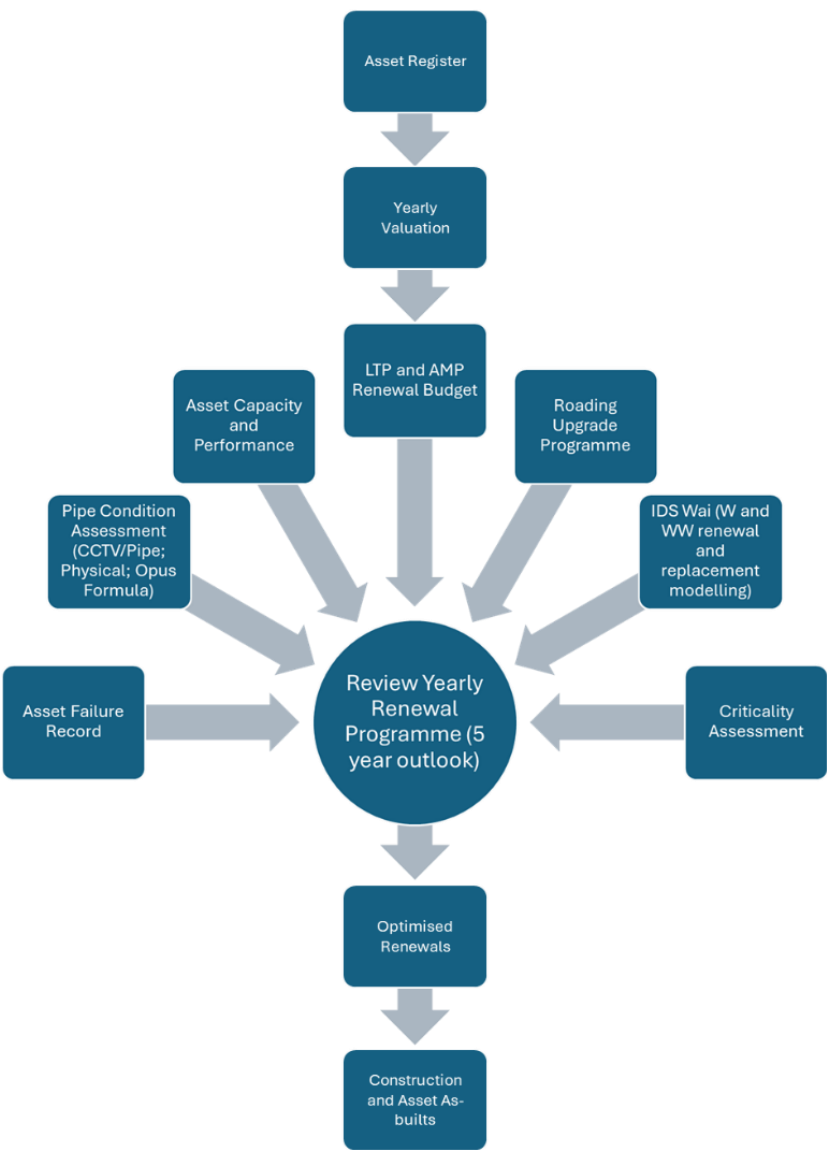 Asset Register
Yearly
Valuation
LTP and AMP
Renewal Budget
Asset Capacity
and
Performance
Roading
Upgrade
Programme
Pipe Condition
Assessment
(CCTV/Pipe;
Physical; Opus
Formula)
IDS Wai (W and
WW renewal
and
replacement
modelling)
Asset Failure
Record
Review Yearly
Renewal
Programme (5
year outlook)
Criticality
Assessment
Optimised
Renewals
Construction
and Asset As-
builts